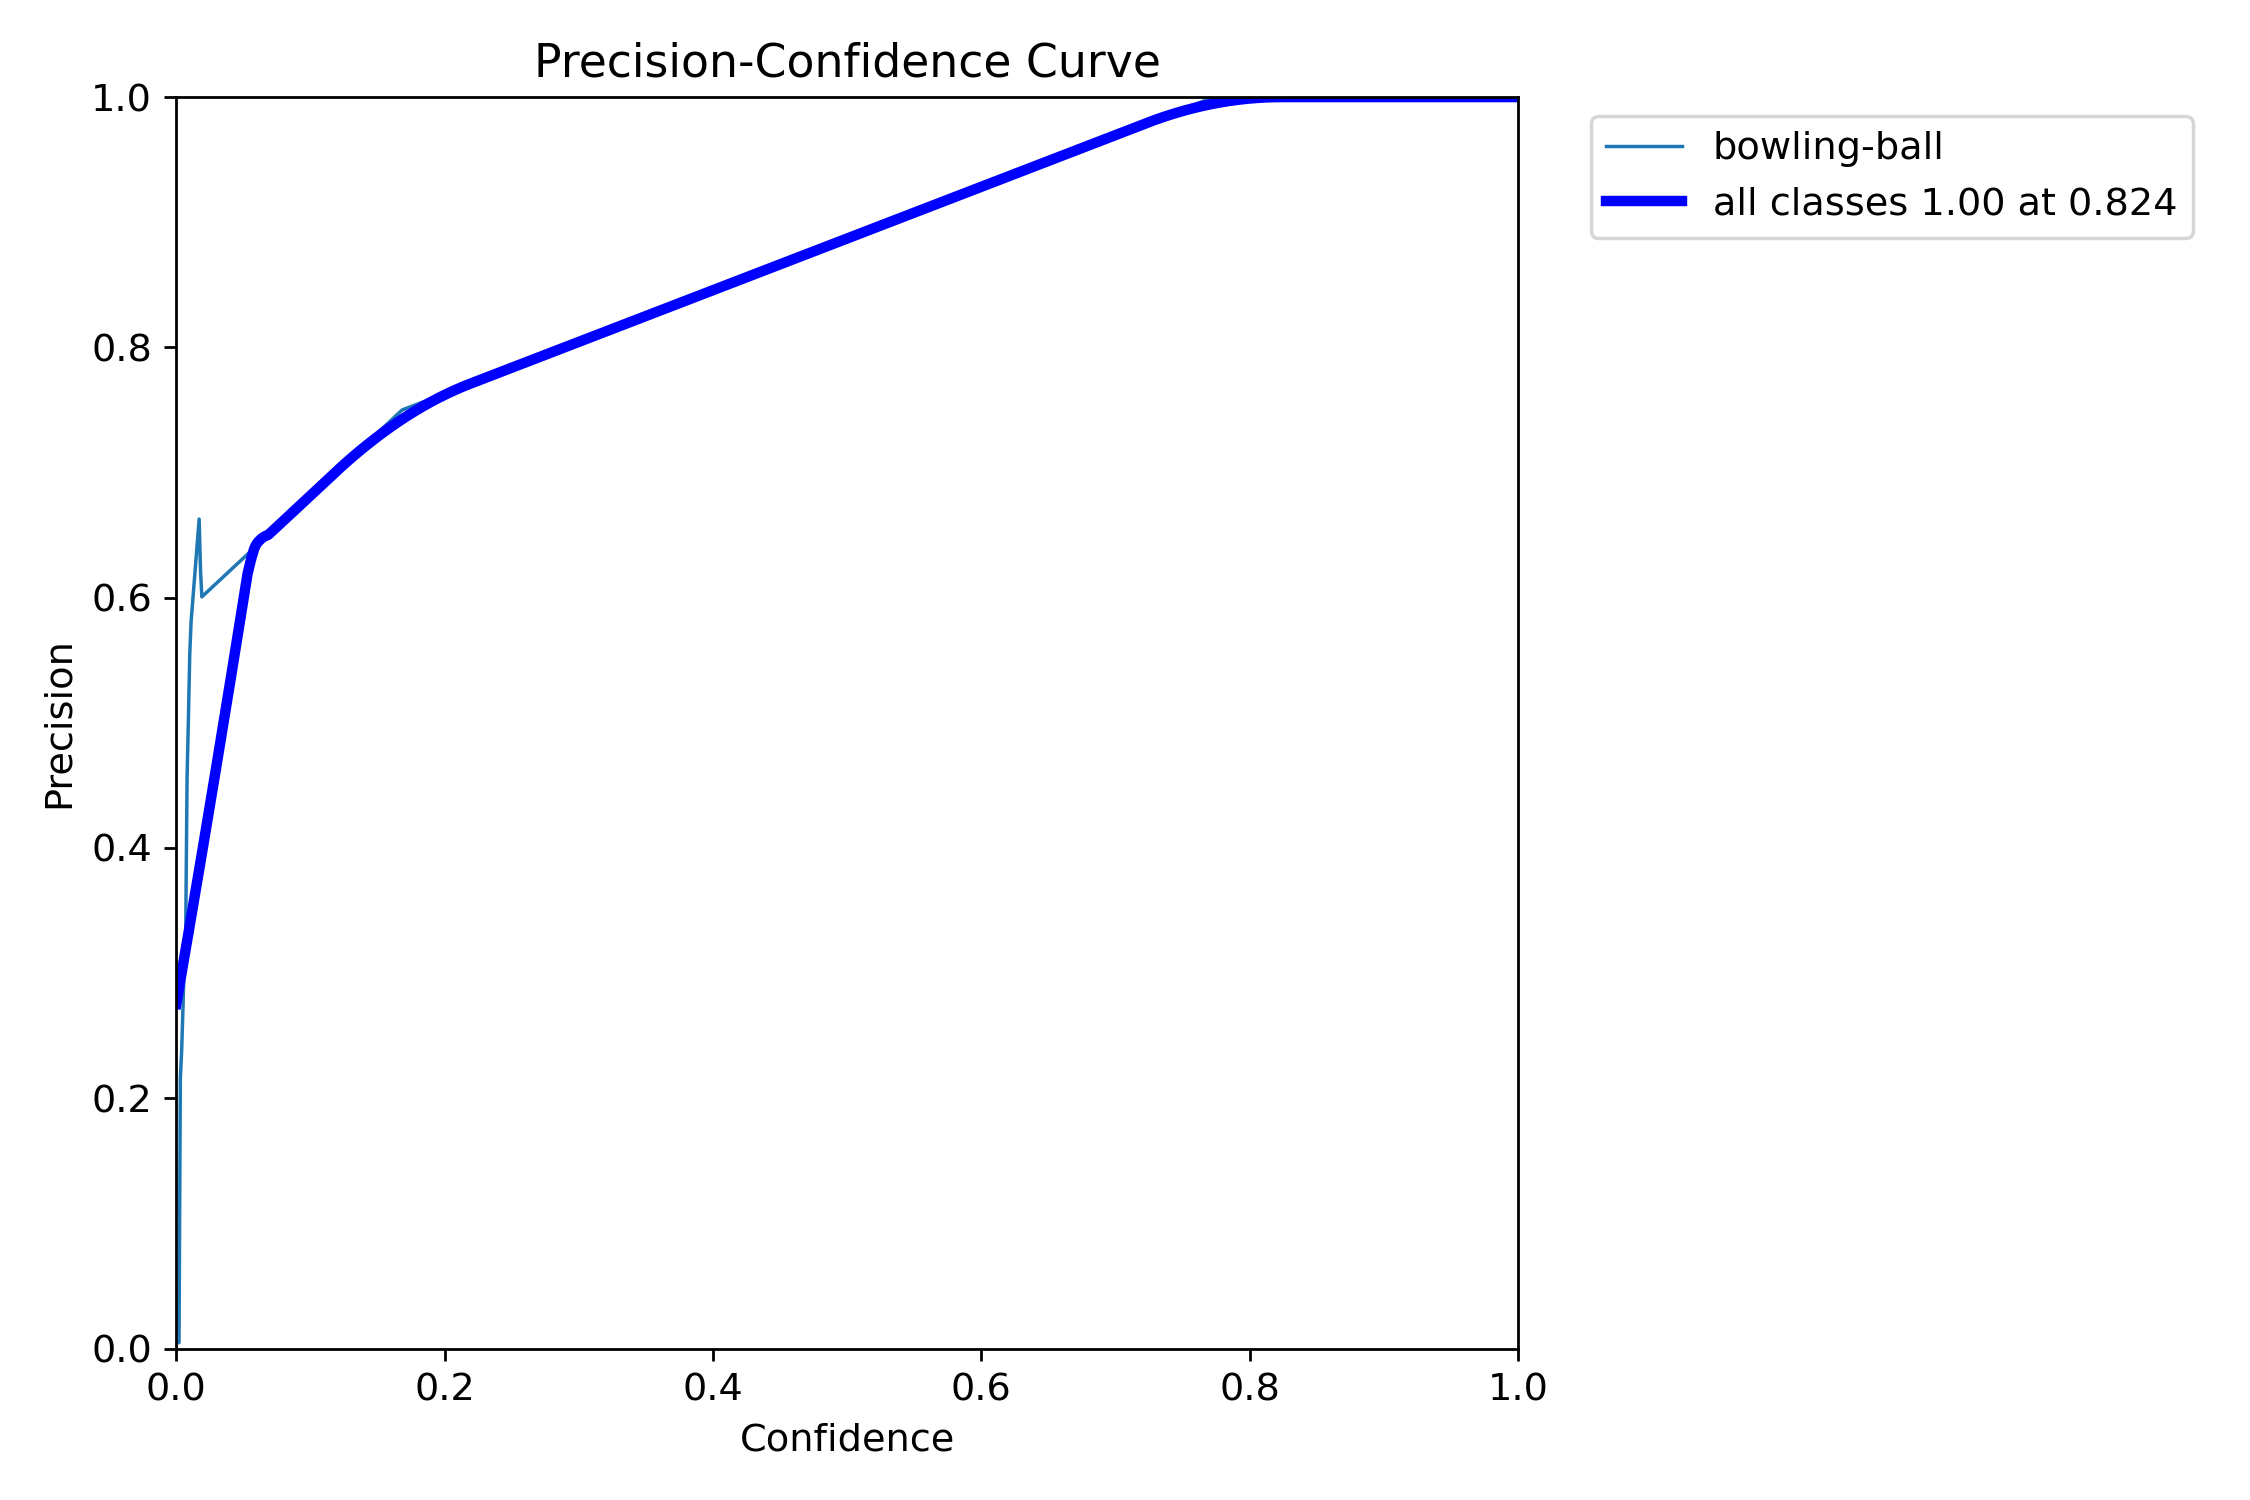 Precision-Confidence Curve
bowling-ball
all classes 1.00 at 0.824
Precision
1.0
0.8
0.6
0.4
0.2
0.0
0.0 0.2 0.4 0.6 0.8 1.0
Confidence